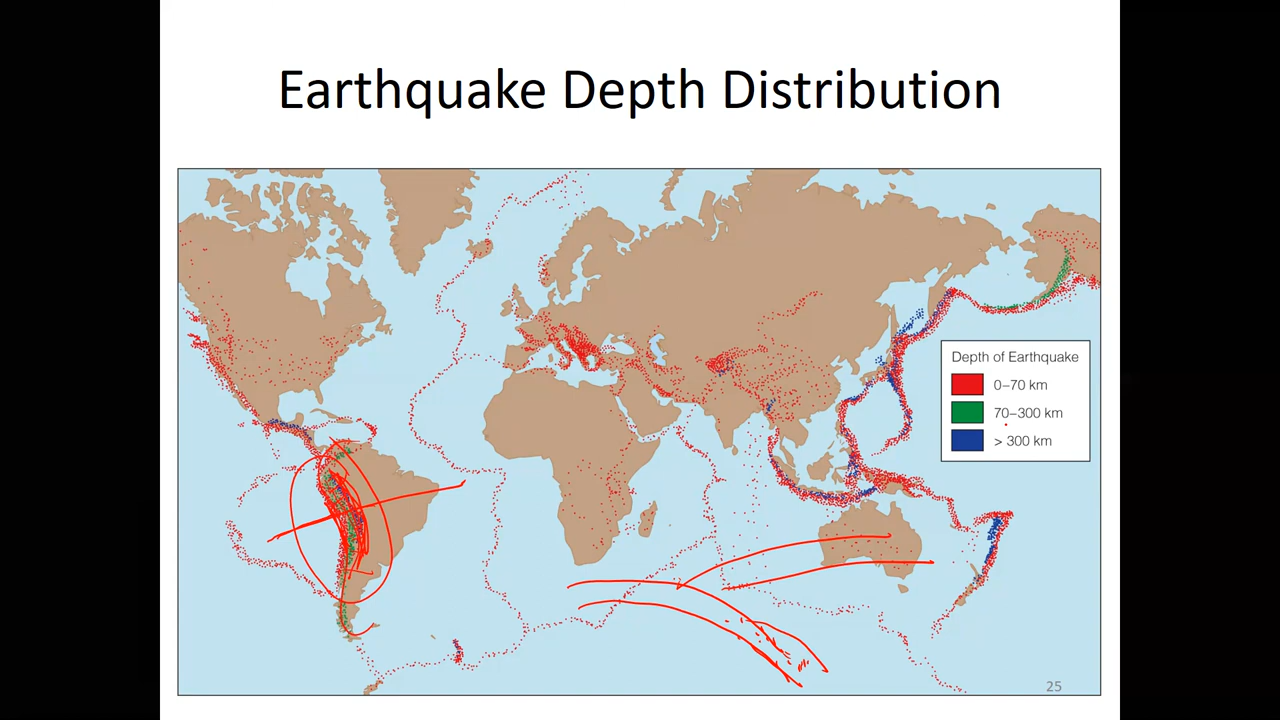 Earthquake Depth Distribution
Depth of Earthquake
0–70 km
70–300 km
> 300 km
25